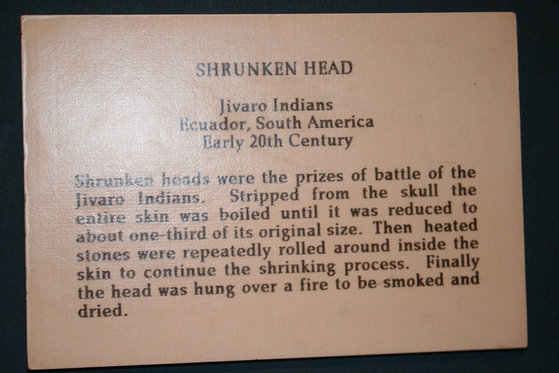 SHRUNKEN HEAD
Jivaro Indians
Ecuador, South America
Early 20th Century
Shrunken heads were the prizes of battle of the
Jivaro Indians. Stripped from the skull the
entire skin was boiled until it was reduced to
about one-third of its original size. Then heated
stones were repeatedly rolled around inside the
skin to continue the shrinking process. Finally
the head was hung over a fire to be smoked and
dried.